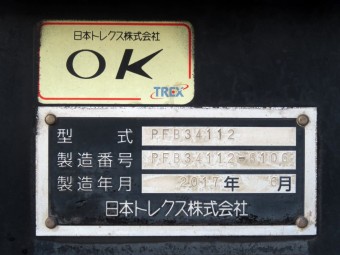 日本トレクス株式会社
OK
TREX
型式 PFB34112
製造番号 PFB34112-0106
製造年月 2017年 6月
日本トレクス株式会社